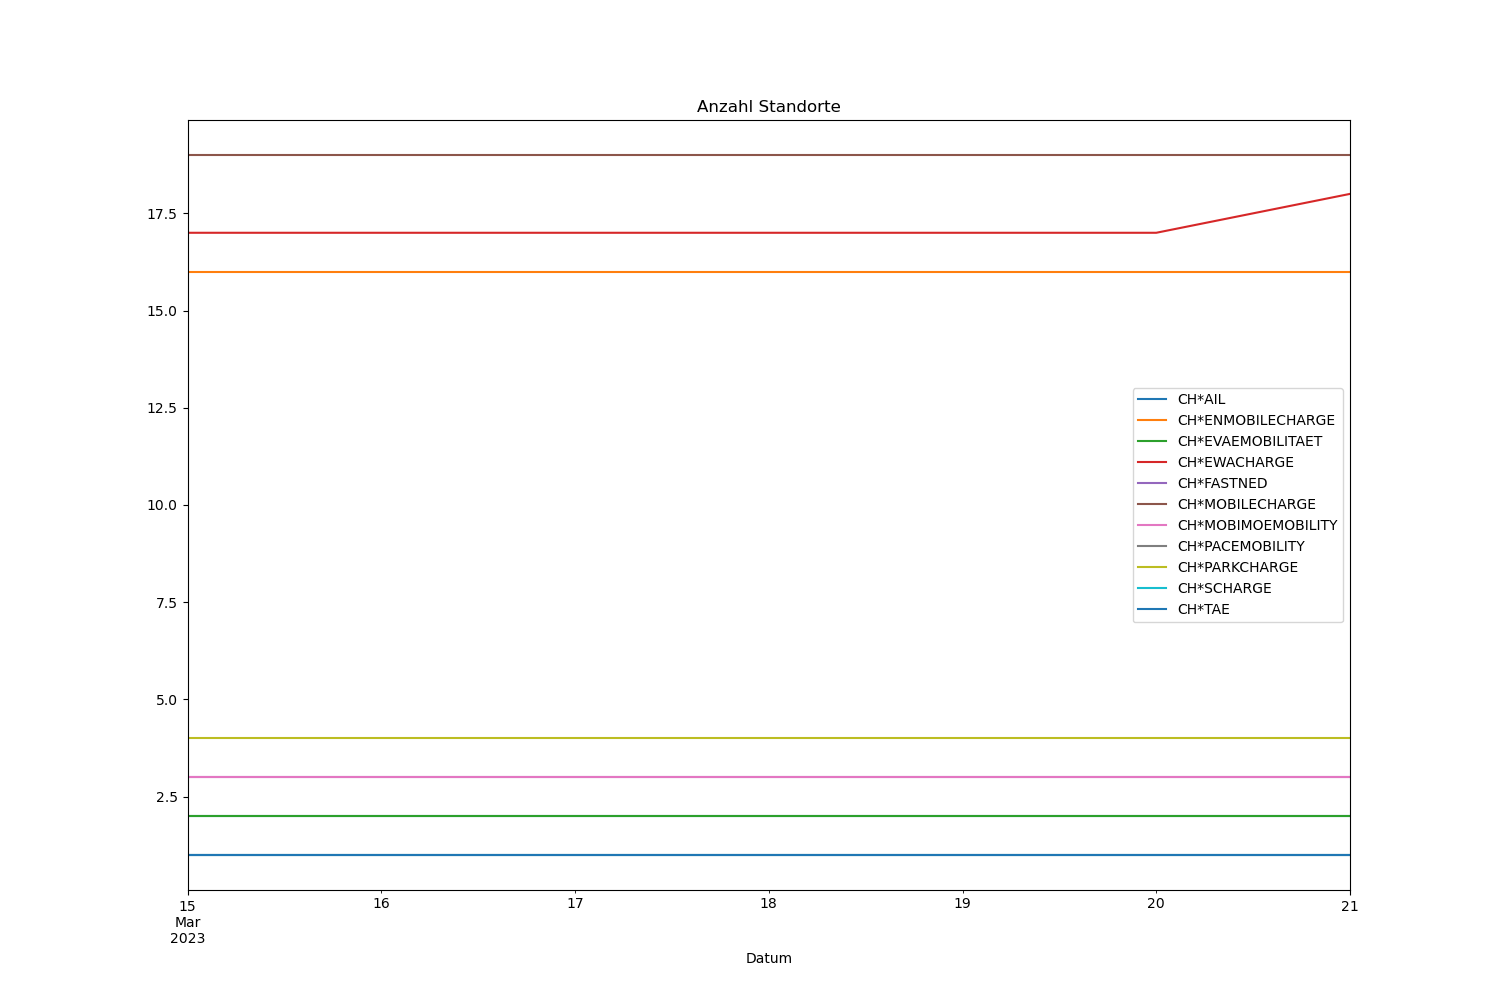 Anzahl Standorte
17.5
15.0
12.5
10.0
7.5
5.0
2.5
CH*AIL
CH*ENMOBILECHARGE
CH*EVAEMOBILITAET
CH*EWACHARGE
CH*FASTNED
CH*MOBILECHARGE
CH*MOBIMOEMOBILITY
CH*PACEMOBILITY
CH*PARKCHARGE
CH*SCHARGE
CH*TAE
15 16 17 18 19 20 21
Mar
2023
Datum